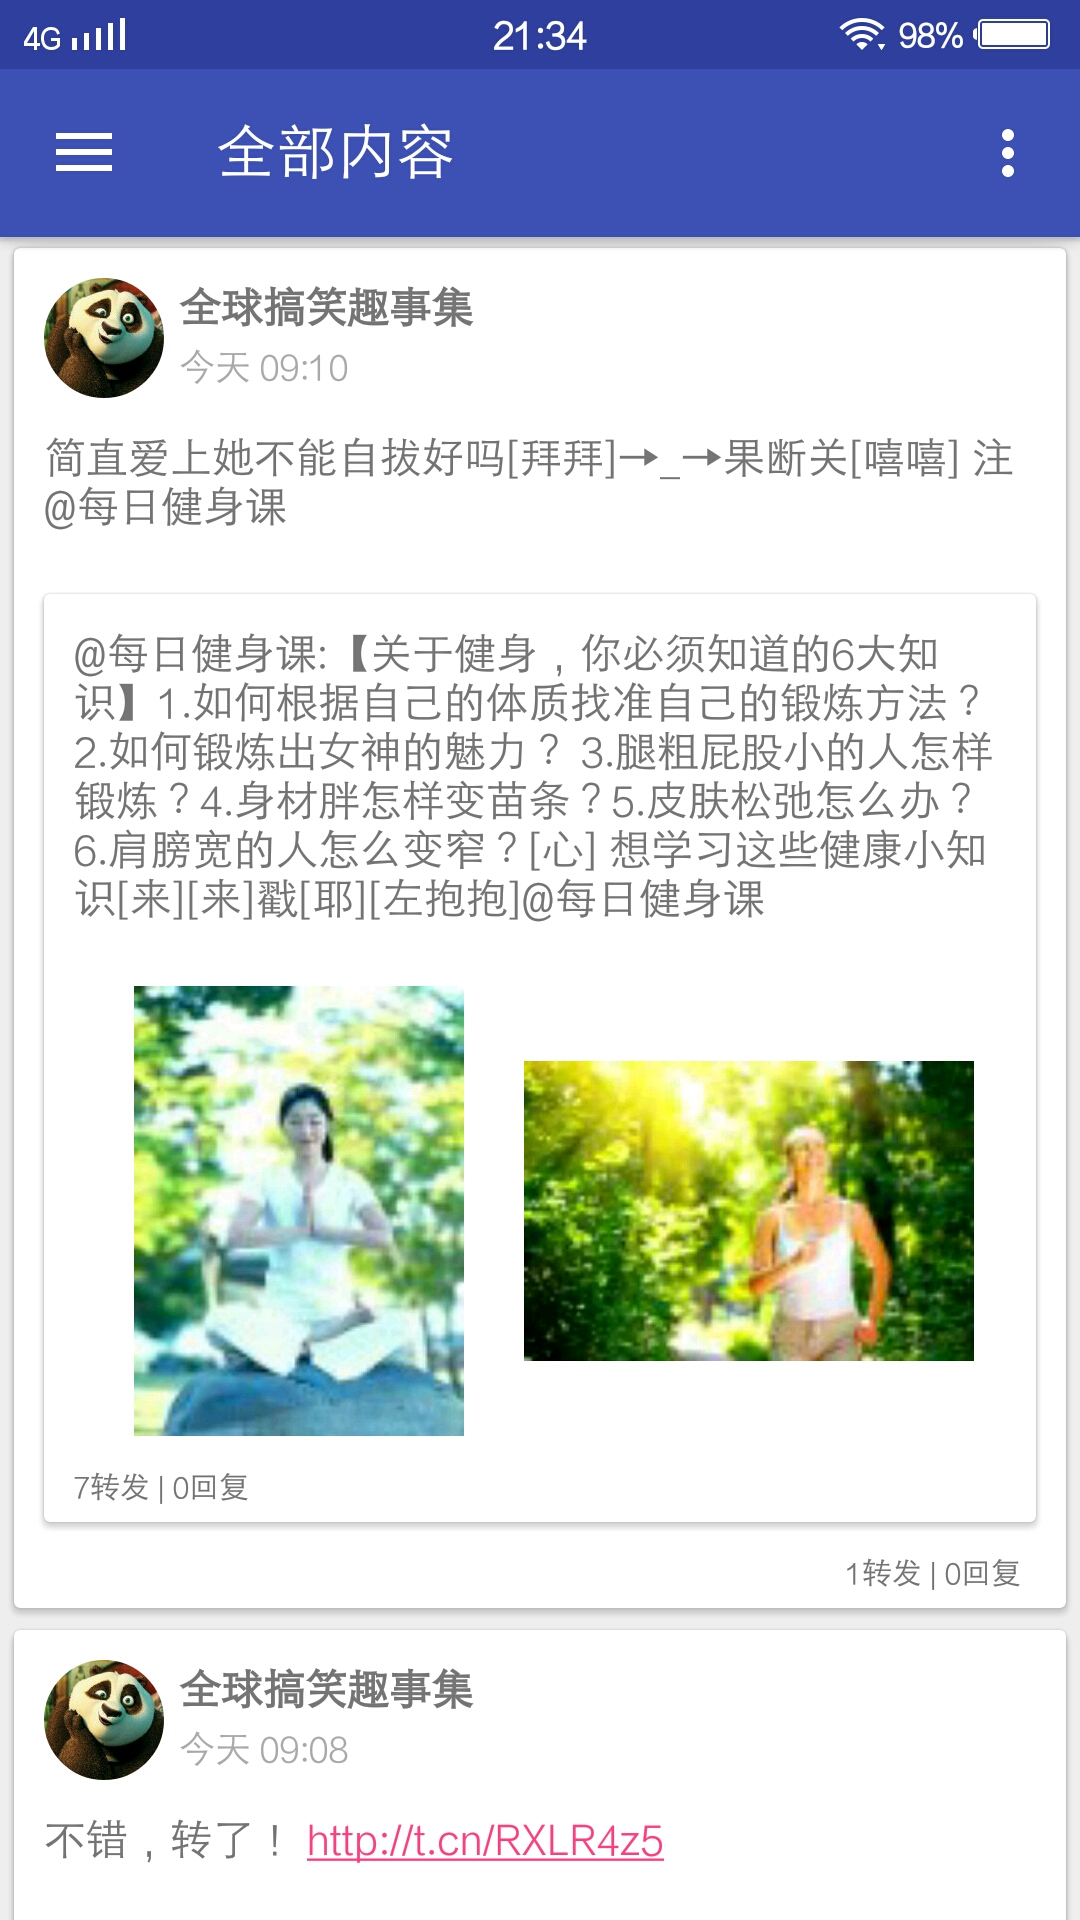 4G 21:34 98%
全部内容
全球搞笑趣事集
今天 09:10
简直爱上她不能自拔好吗[拜拜]→_→果断关[嘻嘻] 注
@每日健身课
@每日健身课:【关于健身，你必须知道的6大知
识】1.如何根据自己的体质找准自己的锻炼方法？
2.如何锻炼出女神的魅力？ 3.腿粗屁股小的人怎样
锻炼？4.身材胖怎样变苗条？5.皮肤松弛怎么办？
6.肩膀宽的人怎么变窄？[心] 想学习这些健康小知
识[来][来]戳[耶][左抱抱]@每日健身课
7转发 | 0回复
1转发 | 0回复
全球搞笑趣事集
今天 09:08
不错，转了！ http://t.cn/RXLR4z5